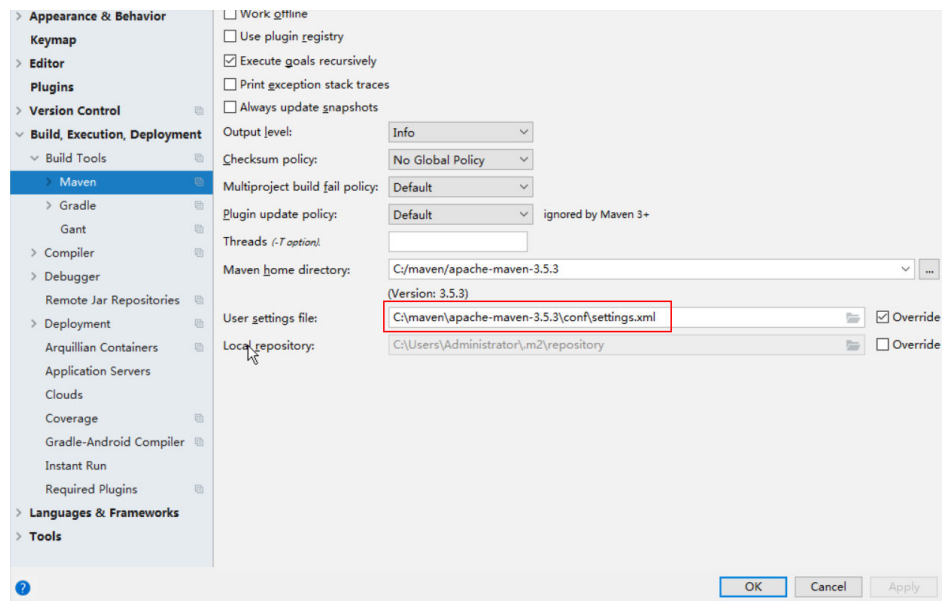 Appearance & Behavior
Keymap
Editor
Plugins
Version Control
Build, Execution, Deployment
Build Tools
Maven
Gradle
Gant
Compiler
Debugger
Remote Jar Repositories
Deployment
Arquillian Containers
Application Servers
Clouds
Coverage
Gradle-Android Compiler
Instant Run
Required Plugins
Languages & Frameworks
Tools
Work offline
Use plugin registry
Execute goals recursively
Print exception stack traces
Always update snapshots
Output level: Info
Checksum policy: No Global Policy
Multiproject build fail policy: Default
Plugin update policy: Default ignored by Maven 3+
Threads (-T option).
Maven home directory: C:/maven/apache-maven-3.5.3 ...
(Version: 3.5.3)
User settings file: C:\maven\apache-maven-3.5.3\conf\settings.xml Override
Local repository: C:\Users\Administrator\.m2\repository Override
? OK Cancel Apply